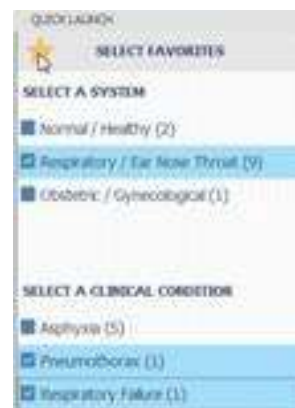 QUICK LAUNCH
SELECT FAVORITES
SELECT A SYSTEM
Normal / Healthy (2)
Respiratory / Ear Nose Throat (9)
Obstetric / Gynecological (1)
SELECT A CLINICAL CONDITION
Asphyxia (5)
Pneumothorax (1)
Respiratory Failure (1)